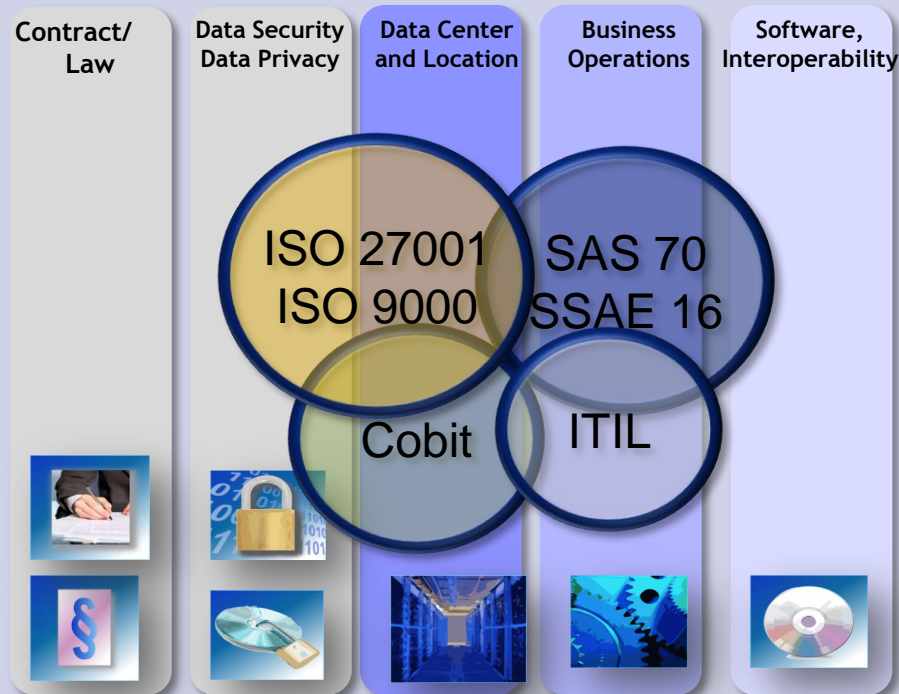 Contract/
Law
Data Security
Data Privacy
Data Center
and Location
Business
Operations
Software,
Interoperability
ISO 27001
ISO 9000
SAS 70
SSAE 16
Cobit
ITIL
§